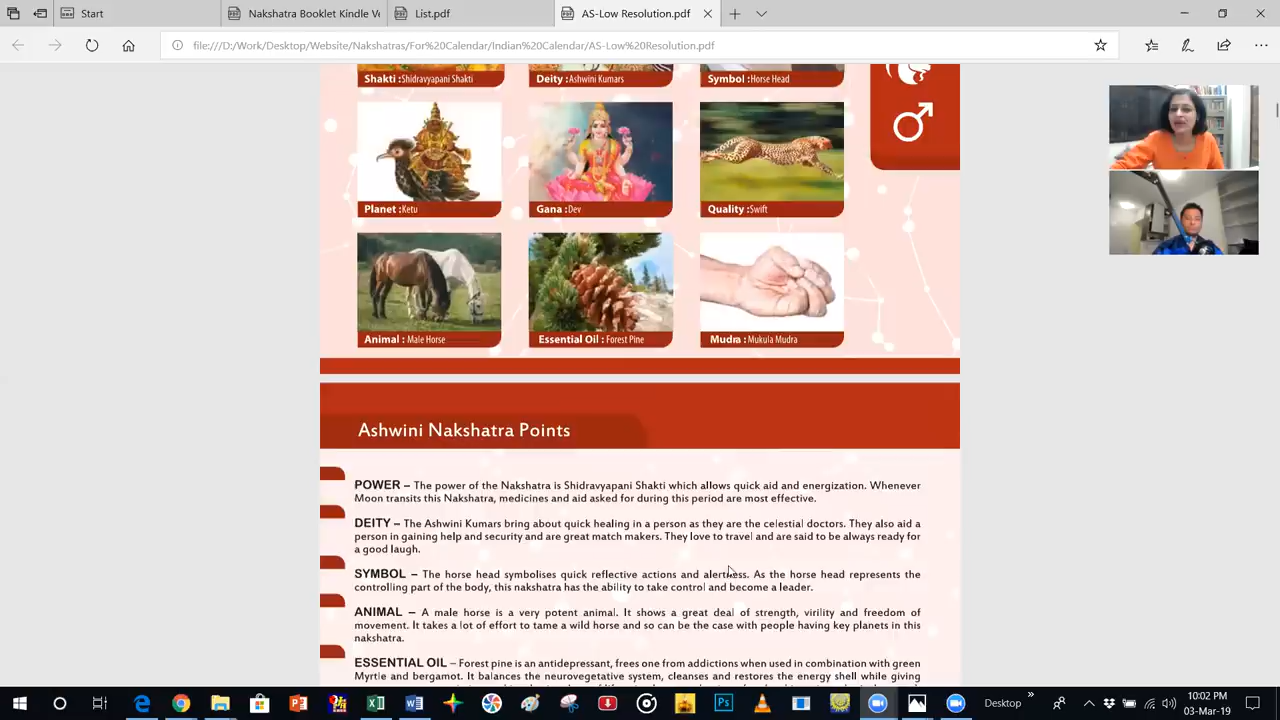 Start
Nakshatra Booklet Kindle Ve
AS-Low Resolution.pdf
AS-Low Resolution.pdf
file:///D:/Work/Desktop/Website/Nakshatras/For%20Calendar/Indian%20Calendar/AS-Low%20Resolution.pdf
Shakti : Shidravyapani Shakti
Deity : Ashwini Kumars
Symbol : Horse Head
Planet : Ketu
Gana : Dev
Quality : Swift
Animal : Male Horse
Essential Oil : Forest Pine
Mudra : Mukula Mudra
Ashwini Nakshatra Points
POWER – The power of the Nakshatra is Shidravyapani Shakti which allows quick aid and energization. Whenever
Moon transits this Nakshatra, medicines and aid asked for during this period are most effective.
DEITY – The Ashwini Kumars bring about quick healing in a person as they are the celestial doctors. They also aid a
person in gaining help and security and are great match makers. They love to travel and are said to be always ready for
a good laugh.
SYMBOL – The horse head symbolises quick reflective actions and alertness. As the horse head represents the
controlling part of the body, this nakshatra has the ability to take control and become a leader.
ANIMAL – A male horse is a very potent animal. It shows a great deal of strength, virility and freedom of
movement. It takes a lot of effort to tame a wild horse and so can be the case with people having key planets in this
nakshatra.
ESSENTIAL OIL – Forest pine is an antidepressant, frees one from addictions when used in combination with green
Myrtle and bergamot. It balances the neurovegetative system, cleanses and restores the energy shell while giving
Desktop
10:02 PM
03-Mar-19